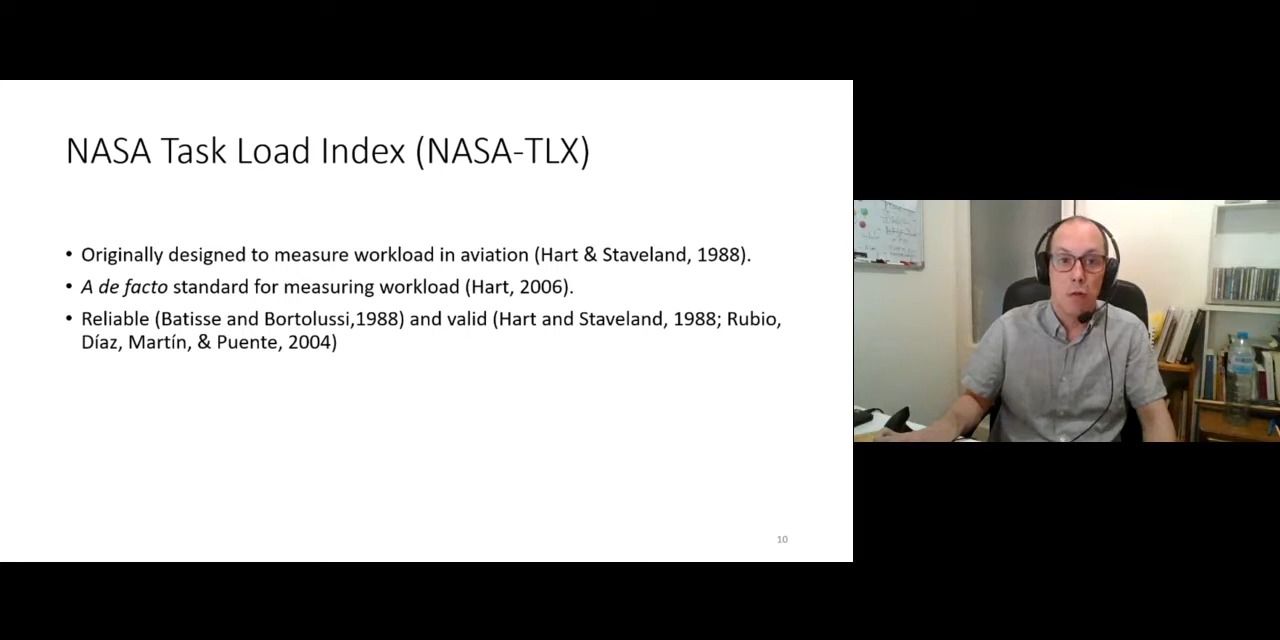 NASA Task Load Index (NASA-TLX)
• Originally designed to measure workload in aviation (Hart & Staveland, 1988).
• A de facto standard for measuring workload (Hart, 2006).
• Reliable (Batisse and Bortolussi,1988) and valid (Hart and Staveland, 1988; Rubio,
Díaz, Martín, & Puente, 2004)
10